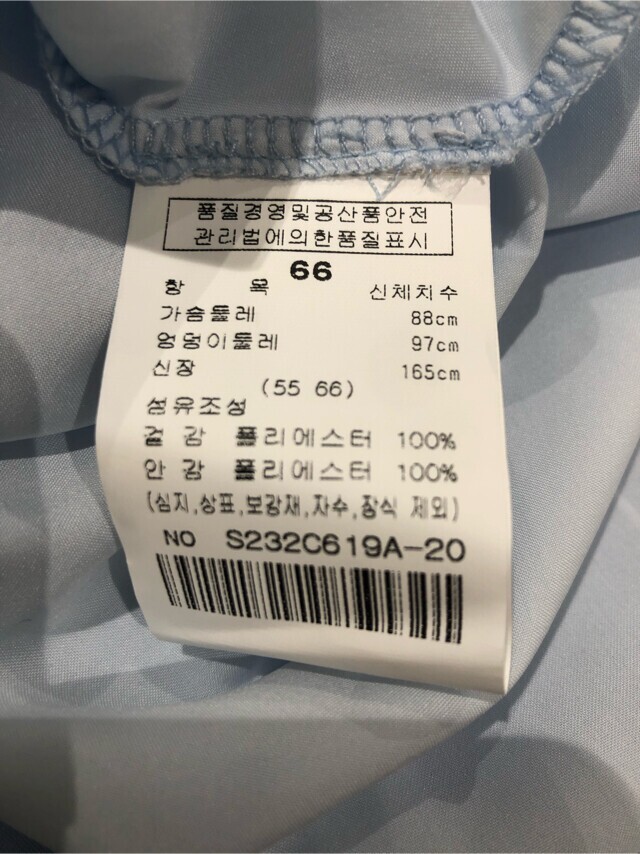 품질경영및공산품안전
관리법에의한품질표시
66
항 목 신체치수
가슴둘레 88cm
엉덩이둘레 97cm
신장 165cm
(55 66)
섬유조성
겉 감 폴리에스터 100%
안 감 폴리에스터 100%
(심지,상표,보강재,자수,장식 제외)
NO S232C619A-20